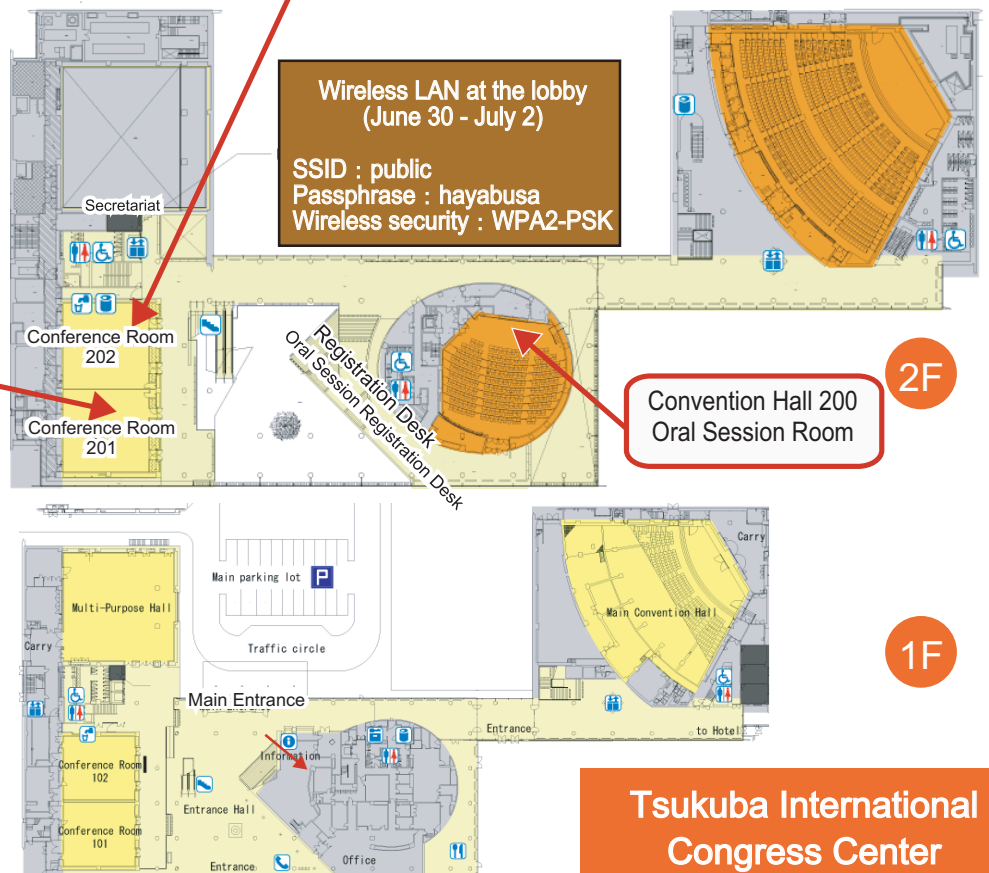 Wireless LAN at the lobby
(June 30 - July 2)
SSID : public
Passphrase : hayabusa
Wireless security : WPA2-PSK
Secretariat
Conference Room
202
Conference Room
201
Registration Desk
Oral Session Registration Desk
Convention Hall 200
Oral Session Room
2F
Main parking lot
P
Traffic circle
Multi-Purpose Hall
Carry
Main Entrance
Carry
Main Convention Hall
1F
Entrance
to Hotel
Information
Conference Room
102
Entrance Hall
Conference Room
101
Entrance
Office
Tsukuba International
Congress Center